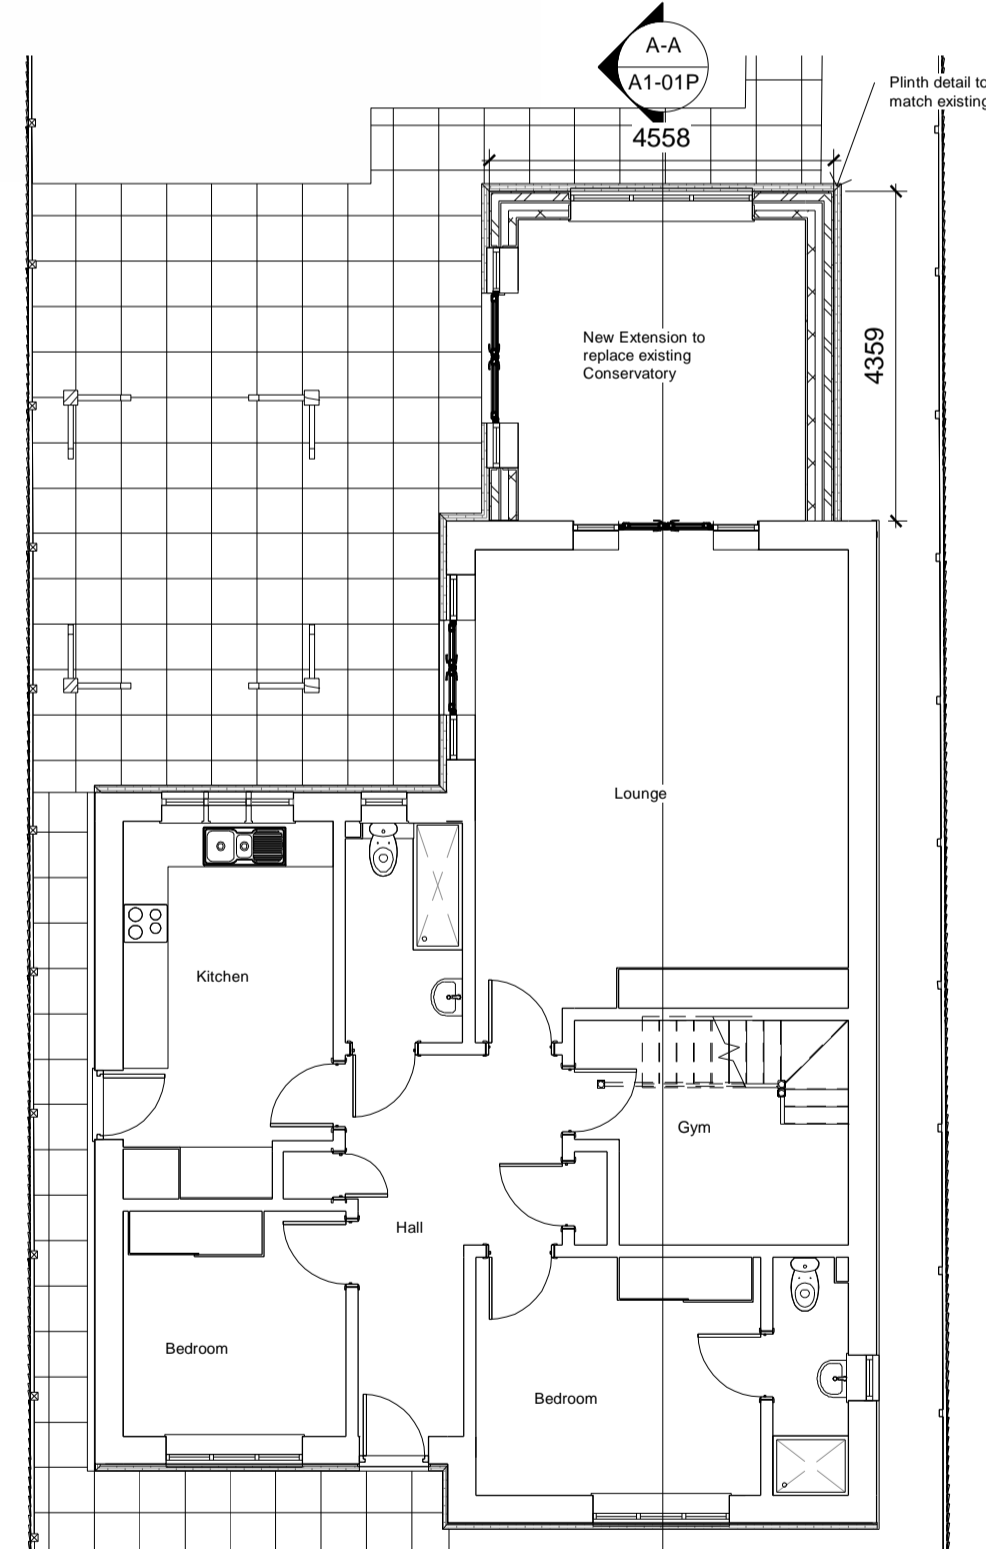 A-A
A1-01P
Plinth detail to
match existing
4558
New Extension to
replace existing
Conservatory
4359
Lounge
Kitchen
Gym
Hall
Bedroom
Bedroom